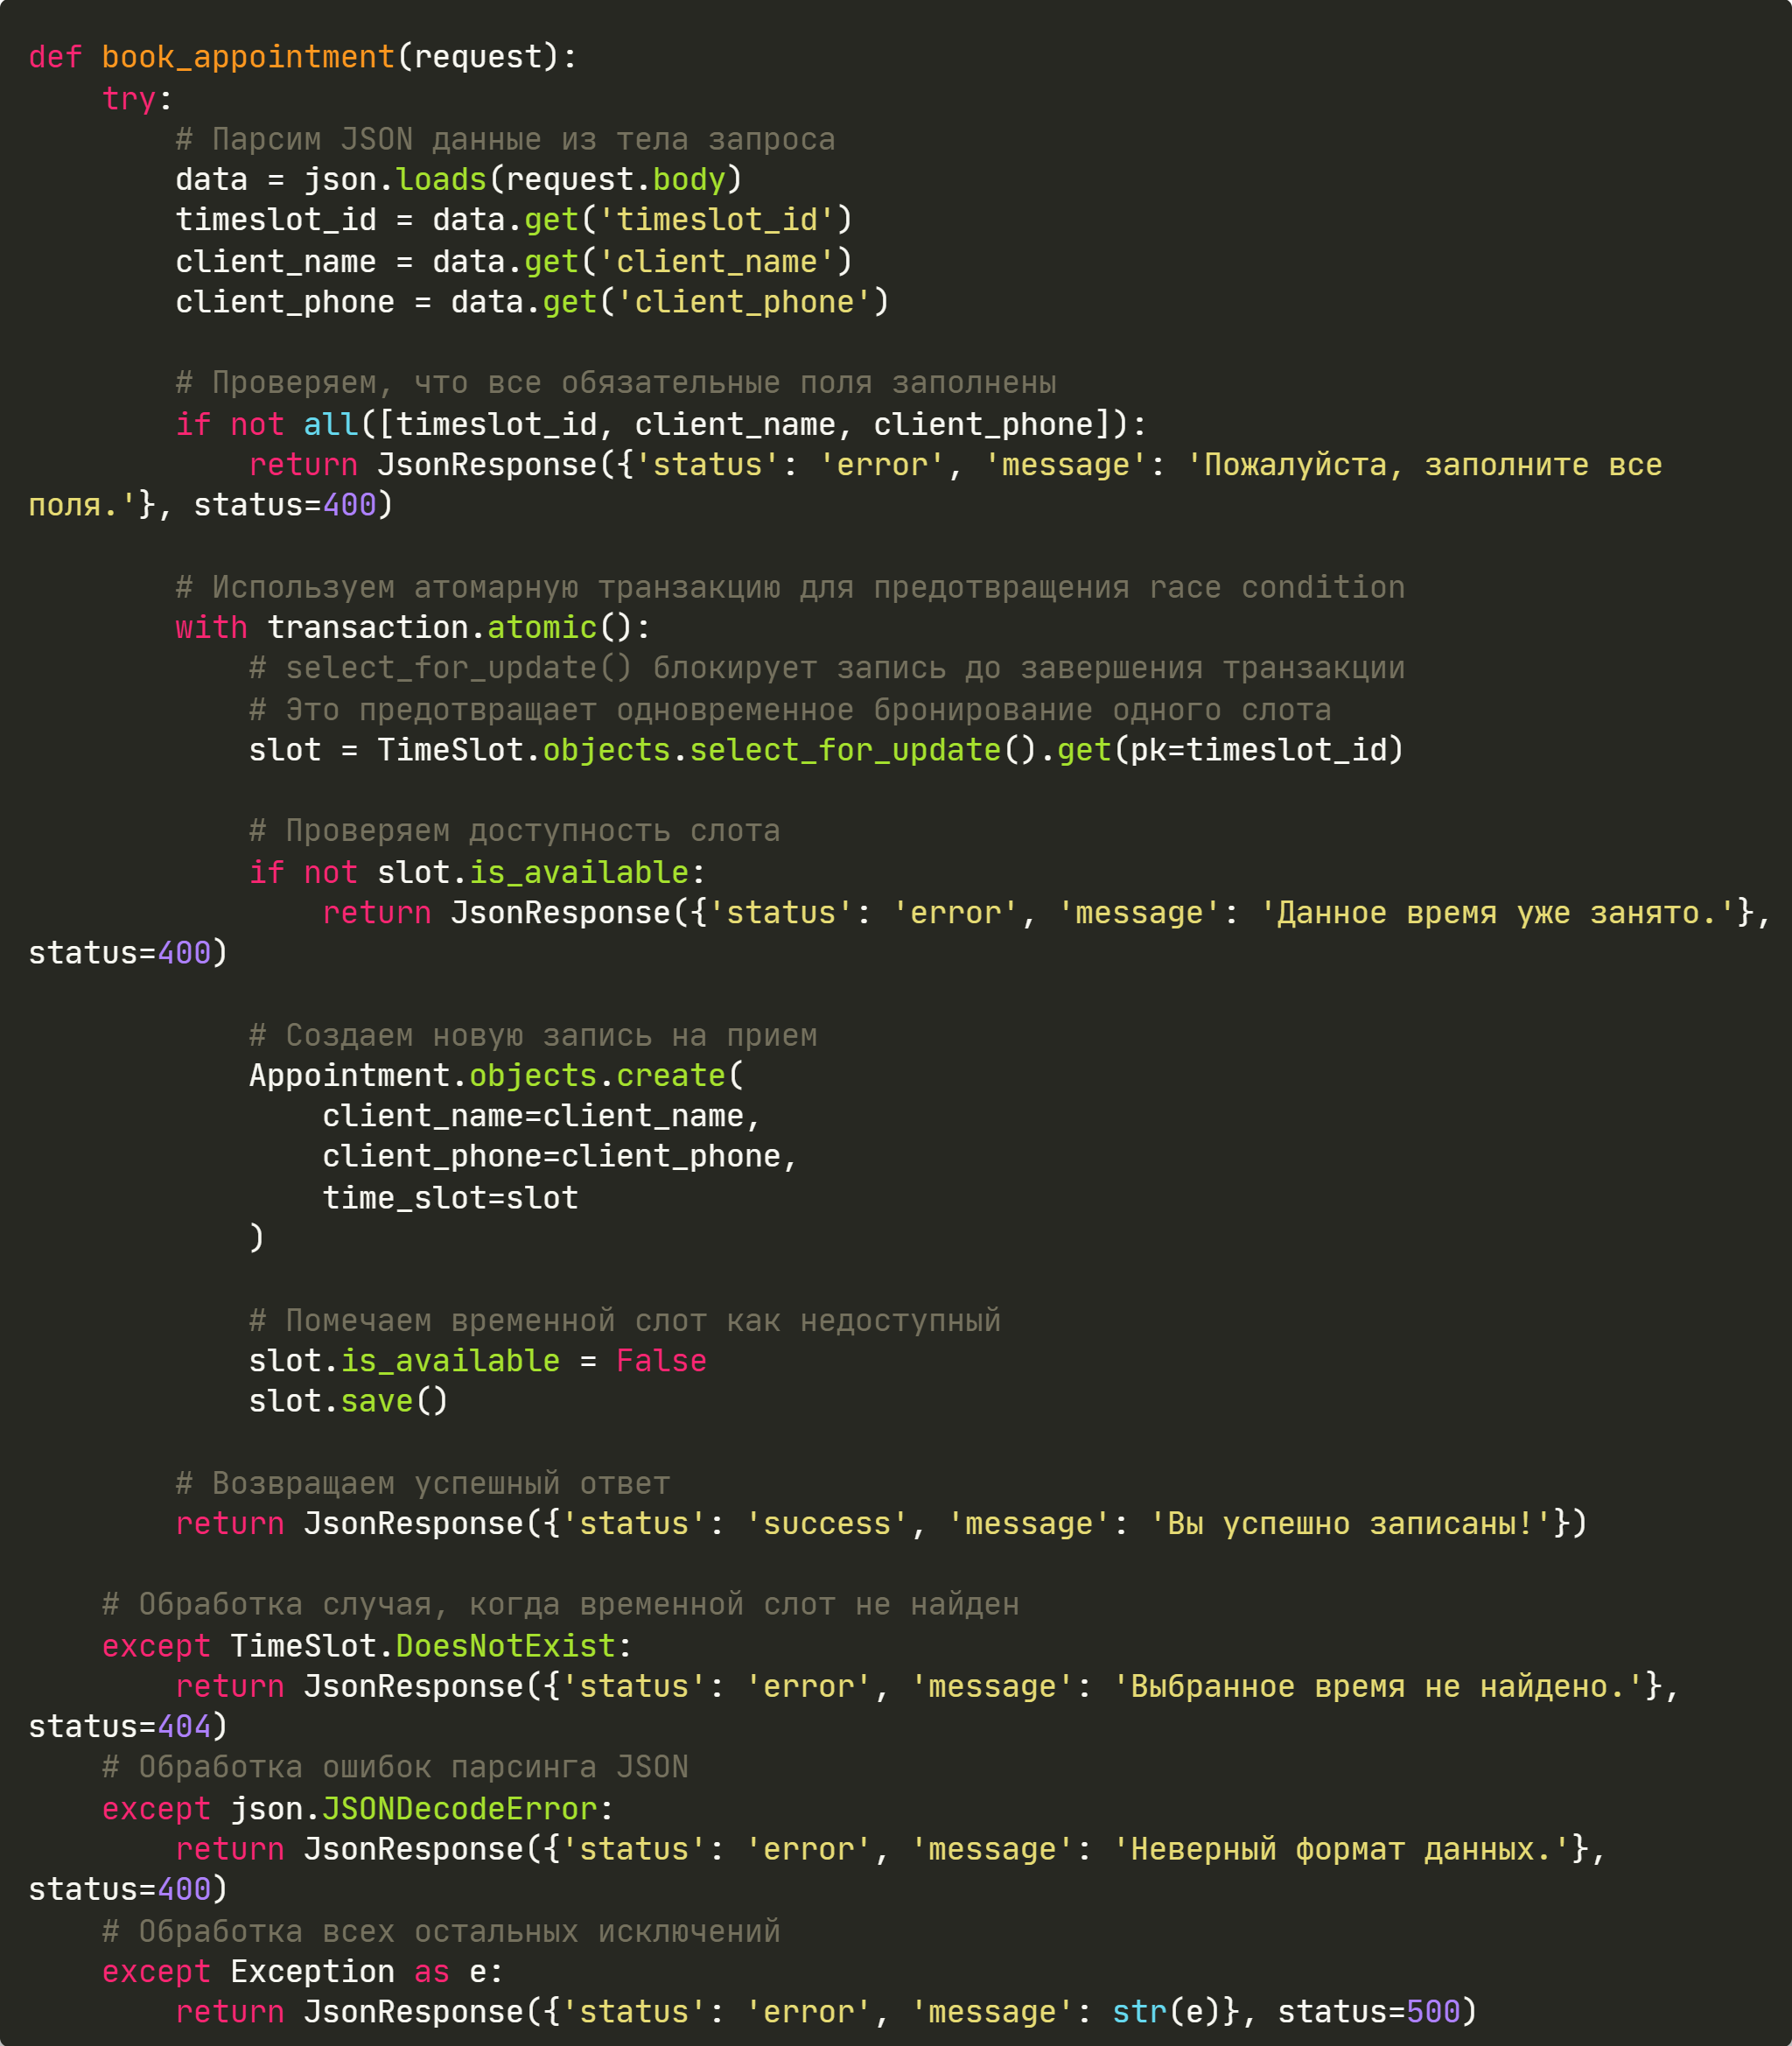 def book_appointment(request):
    try:
        # Парсим JSON данные из тела запроса
        data = json.loads(request.body)
        timeslot_id = data.get('timeslot_id')
        client_name = data.get('client_name')
        client_phone = data.get('client_phone')

        # Проверяем, что все обязательные поля заполнены
        if not all([timeslot_id, client_name, client_phone]):
            return JsonResponse({'status': 'error', 'message': 'Пожалуйста, заполните все
поля.'}, status=400)

        # Используем атомарную транзакцию для предотвращения race condition
        with transaction.atomic():
            # select_for_update() блокирует запись до завершения транзакции
            # Это предотвращает одновременное бронирование одного слота
            slot = TimeSlot.objects.select_for_update().get(pk=timeslot_id)

            # Проверяем доступность слота
            if not slot.is_available:
                return JsonResponse({'status': 'error', 'message': 'Данное время уже занято.'},
status=400)

            # Создаем новую запись на прием
            Appointment.objects.create(
                client_name=client_name,
                client_phone=client_phone,
                time_slot=slot
            )

            # Помечаем временной слот как недоступный
            slot.is_available = False
            slot.save()

        # Возвращаем успешный ответ
        return JsonResponse({'status': 'success', 'message': 'Вы успешно записаны!'})

    # Обработка случая, когда временной слот не найден
    except TimeSlot.DoesNotExist:
        return JsonResponse({'status': 'error', 'message': 'Выбранное время не найдено.'},
status=404)
    # Обработка ошибок парсинга JSON
    except json.JSONDecodeError:
        return JsonResponse({'status': 'error', 'message': 'Неверный формат данных.'},
status=400)
    # Обработка всех остальных исключений
    except Exception as e:
        return JsonResponse({'status': 'error', 'message': str(e)}, status=500)